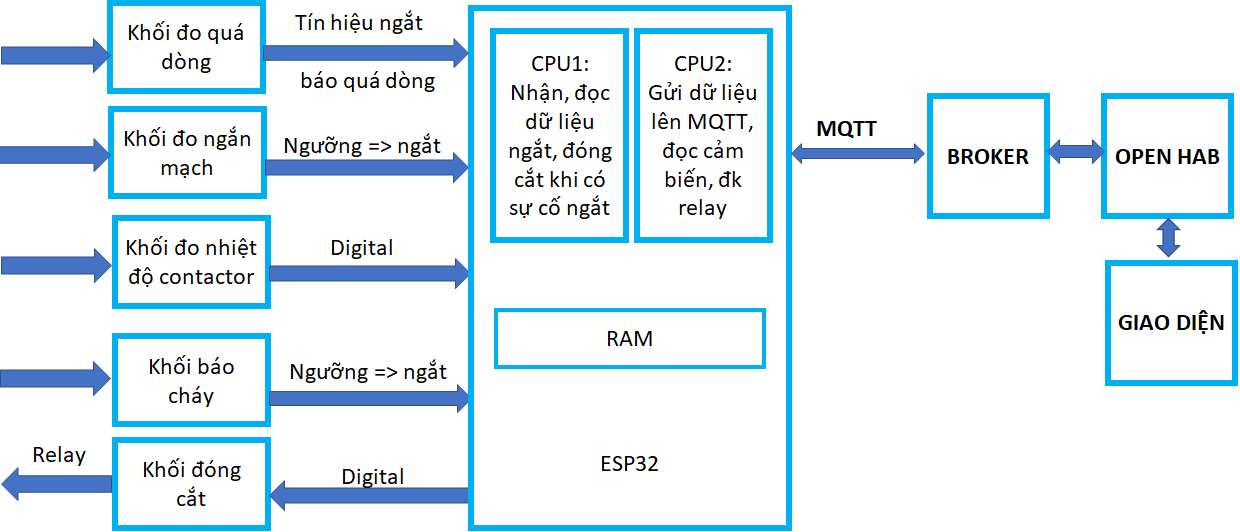 Khối đo quá
dòng
Tín hiệu ngắt
báo quá dòng
Khối đo ngắn
mạch
Ngưỡng => ngắt
Khối đo nhiệt
độ contactor
Digital
Khối báo
cháy
Ngưỡng => ngắt
Relay
Khối đóng
cắt
Digital
CPU1:
Nhận, đọc
dữ liệu
ngắt, đóng
cắt khi có
sự cố ngắt
CPU2:
Gửi dữ liệu
lên MQTT,
đọc cảm
biến, đk
relay
RAM
ESP32
MQTT
BROKER
OPEN HAB
GIAO DIỆN